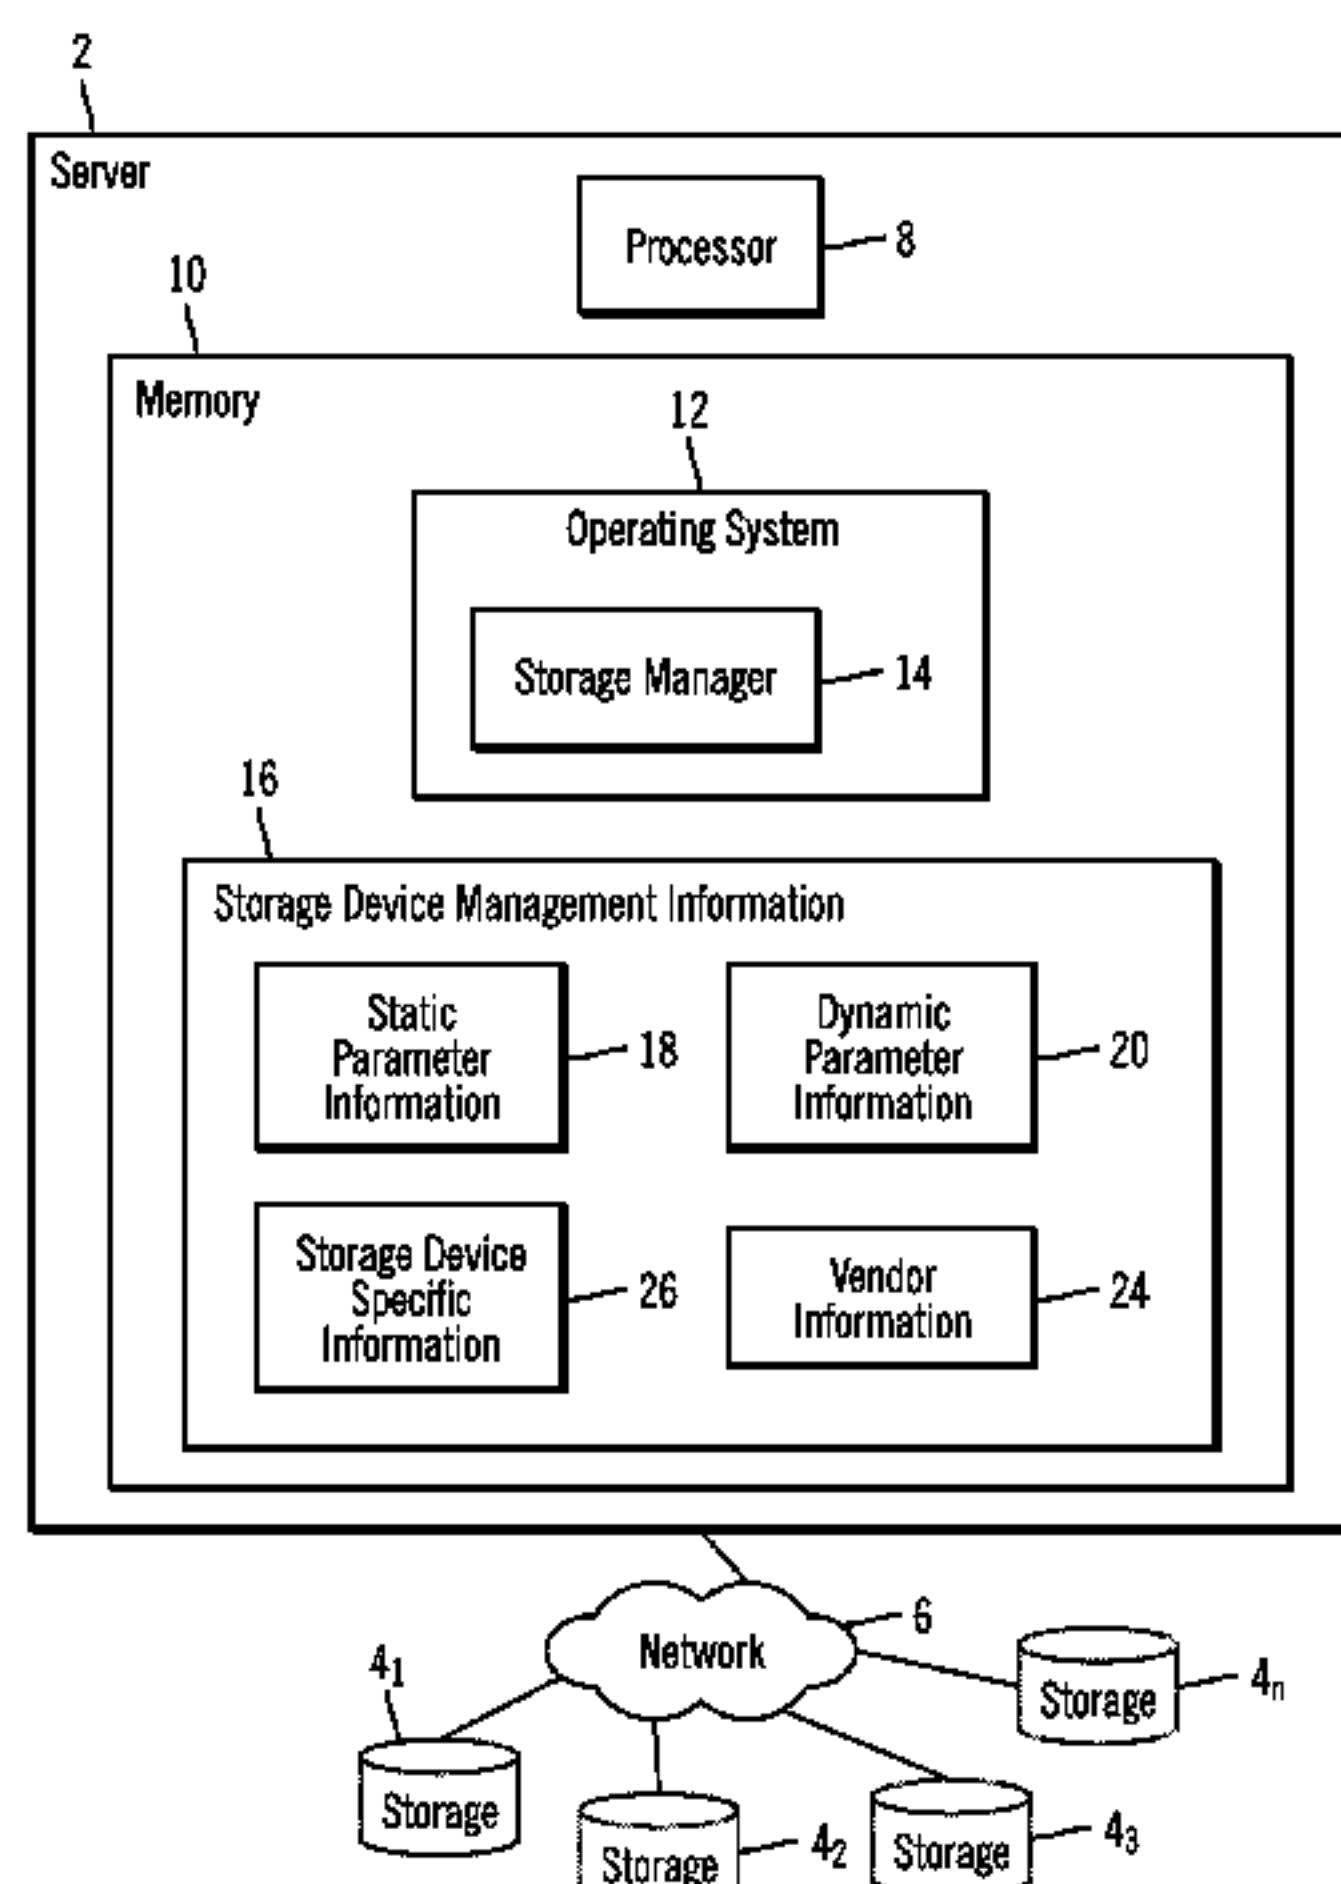 2
Server
Processor
8
10
Memory
12
Operating System
Storage Manager
14
16
Storage Device Management Information
Static
Parameter
Information
18
Dynamic
Parameter
Information
20
Storage Device
Specific
Information
26
Vendor
Information
24
Network
6
4₁
Storage
Storage
4ₙ
Storage
4₂
Storage
4₃